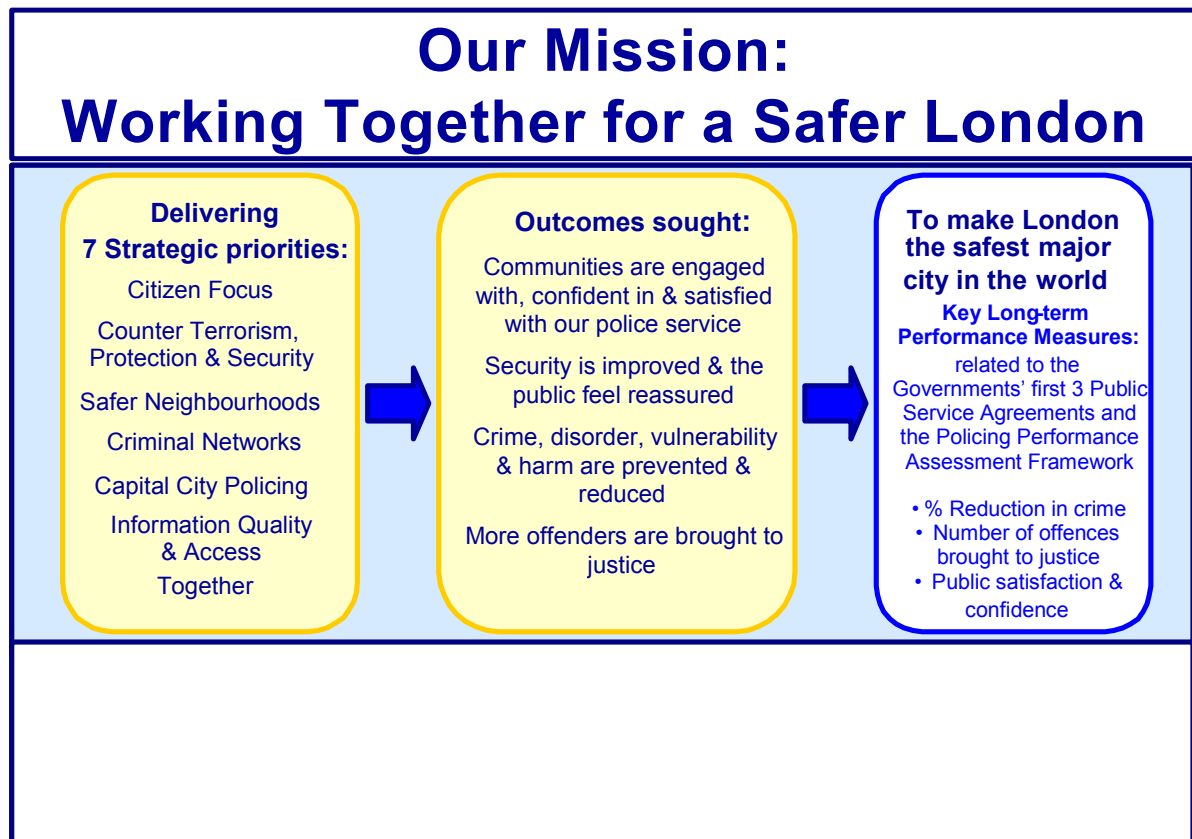 Our Mission:
Working Together for a Safer London
Delivering
7 Strategic priorities:
Citizen Focus
Counter Terrorism,
Protection & Security
Safer Neighbourhoods
Criminal Networks
Capital City Policing
Information Quality
& Access
Together
Outcomes sought:
Communities are engaged
with, confident in & satisfied
with our police service
Security is improved & the
public feel reassured
Crime, disorder, vulnerability
& harm are prevented &
reduced
More offenders are brought to
justice
To make London
the safest major
city in the world
Key Long-term
Performance Measures:
related to the
Governments' first 3 Public
Service Agreements and
the Policing Performance
Assessment Framework
• % Reduction in crime
• Number of offences
brought to justice
• Public satisfaction &
confidence